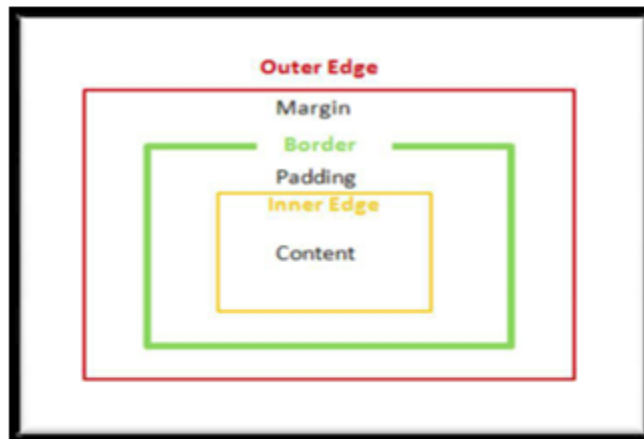 Outer Edge
Margin
Border
Padding
Inner Edge
Content